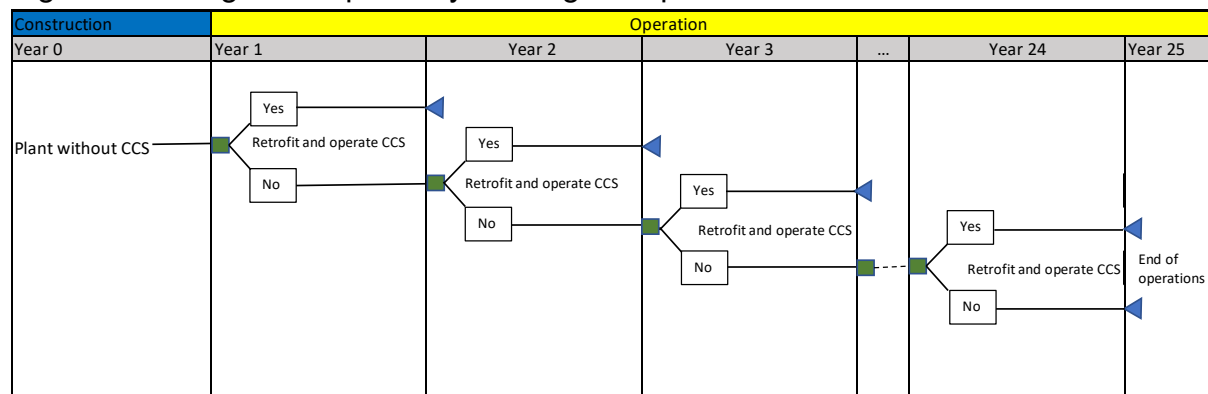 Construction
Operation
Year 0
Year 1
Year 2
Year 3
...
Year 24
Year 25
Plant without CCS
Yes
Retrofit and operate CCS
No
Yes
Retrofit and operate CCS
No
Yes
Retrofit and operate CCS
No
Yes
Retrofit and operate CCS
No
End of
operations